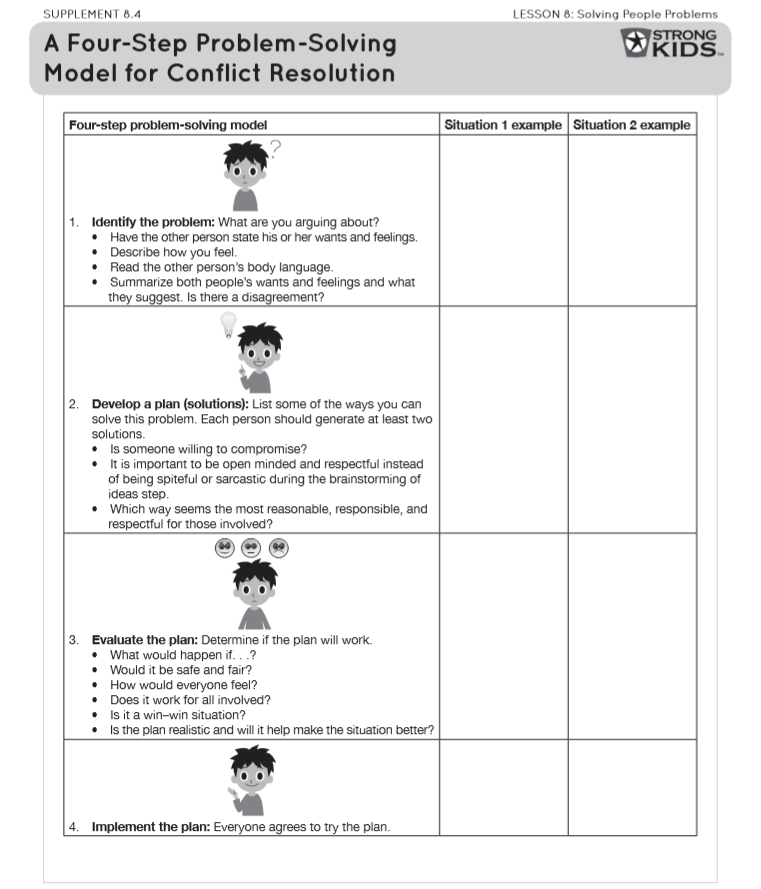 SUPPLEMENT 8.4
LESSON 8: Solving People Problems
A Four-Step Problem-Solving
Model for Conflict Resolution
STRONG
KIDS™
Four-step problem-solving model
Situation 1 example
Situation 2 example
?
1. Identify the problem: What are you arguing about?
• Have the other person state his or her wants and feelings.
• Describe how you feel.
• Read the other person's body language.
• Summarize both people's wants and feelings and what
they suggest. Is there a disagreement?
2. Develop a plan (solutions): List some of the ways you can
solve this problem. Each person should generate at least two
solutions.
• Is someone willing to compromise?
• It is important to be open minded and respectful instead
of being spiteful or sarcastic during the brainstorming of
ideas step.
• Which way seems the most reasonable, responsible, and
respectful for those involved?
3. Evaluate the plan: Determine if the plan will work.
• What would happen if. . .?
• Would it be safe and fair?
• How would everyone feel?
• Does it work for all involved?
• Is it a win–win situation?
• Is the plan realistic and will it help make the situation better?
4. Implement the plan: Everyone agrees to try the plan.